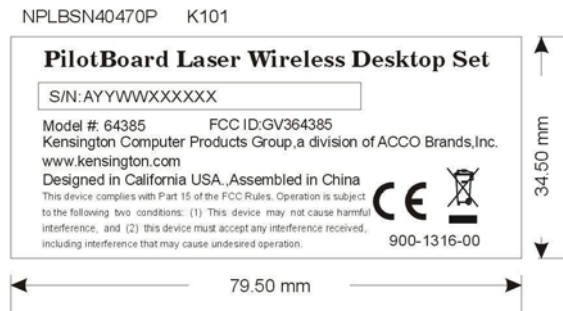 NPLBSN40470P K101
PilotBoard Laser Wireless Desktop Set
S/N:AYYWWXXXXXX
Model #: 64385 FCC ID:GV364385
Kensington Computer Products Group,a division of ACCO Brands,Inc.
www.kensington.com
Designed in California USA.,Assembled in China
This device complies with Part 15 of the FCC Rules. Operation is subject
to the following two conditions: (1) This device may not cause harmful
interference, and (2) this device must accept any interference received,
including interference that may cause undesired operation.
CE
900-1316-00
34.50 mm
79.50 mm